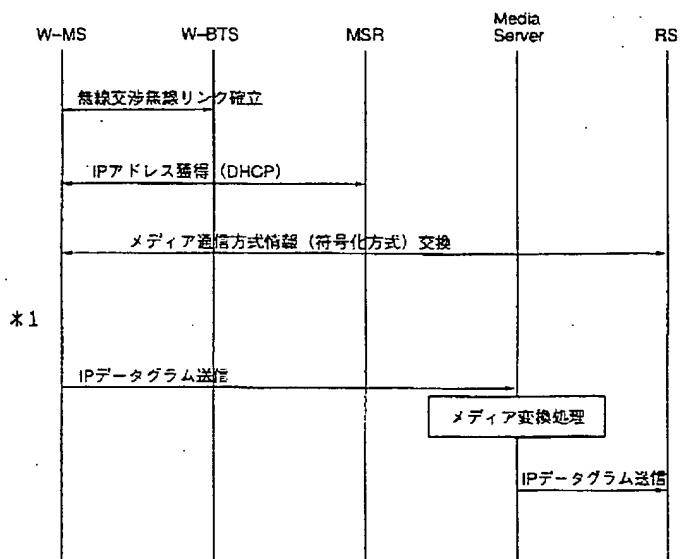 W-MS W-BTS MSR Media Server RS
無線交渉無線リンク確立
IPアドレス獲得（DHCP）
メディア通信方式情報（符号化方式）交換
*1
IPデータグラム送信
メディア変換処理
IPデータグラム送信